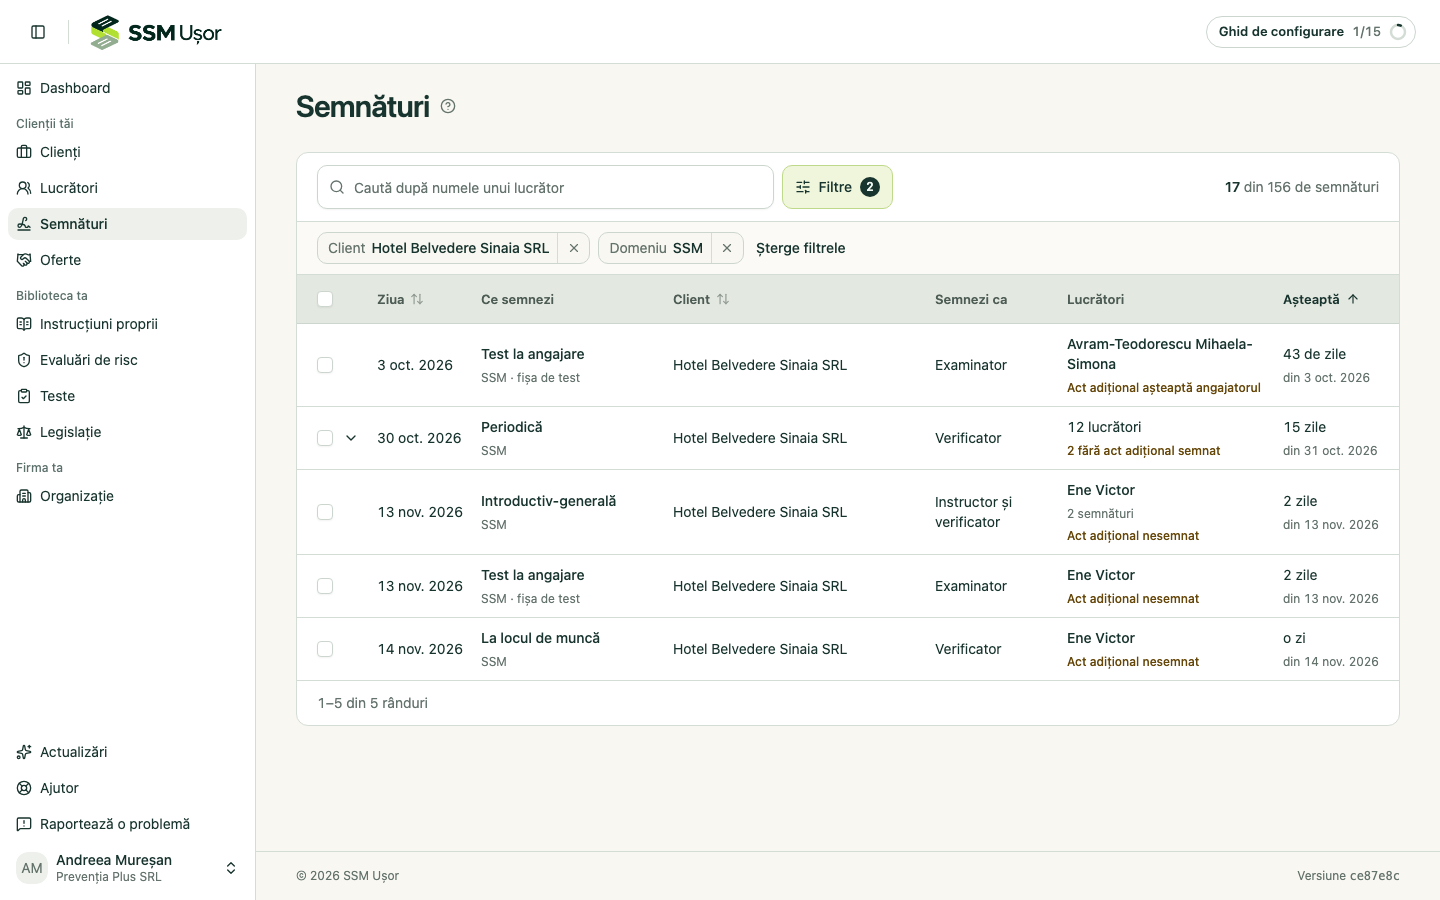 SSM Ușor
Ghid de configurare 1/15
Dashboard
Clienții tăi
Clienți
Lucrători
Semnături
Oferte
Biblioteca ta
Instrucțiuni proprii
Evaluări de risc
Teste
Legislație
Firma ta
Organizație
Actualizări
Ajutor
Raportează o problemă
AM
Andreea Mureșan
Prevenția Plus SRL
Semnături
Caută după numele unui lucrător
Filtre 2
17 din 156 de semnături
Client Hotel Belvedere Sinaia SRL
Domeniu SSM
Șterge filtrele
Ziua Ce semnezi Client Semnezi ca Lucrători Așteaptă
3 oct. 2026
Test la angajare
SSM · fișa de test
Hotel Belvedere Sinaia SRL
Examinator
Avram-Teodorescu Mihaela-
Simona
Act adițional așteaptă angajatorul
43 de zile
din 3 oct. 2026
30 oct. 2026
Periodică
SSM
Hotel Belvedere Sinaia SRL
Verificator
12 lucrători
2 fără act adițional semnat
15 zile
din 31 oct. 2026
13 nov. 2026
Introductiv-generală
SSM
Hotel Belvedere Sinaia SRL
Instructor și
verificator
Ene Victor
2 semnături
Act adițional nesemnat
2 zile
din 13 nov. 2026
13 nov. 2026
Test la angajare
SSM · fișa de test
Hotel Belvedere Sinaia SRL
Examinator
Ene Victor
Act adițional nesemnat
2 zile
din 13 nov. 2026
14 nov. 2026
La locul de muncă
SSM
Hotel Belvedere Sinaia SRL
Verificator
Ene Victor
Act adițional nesemnat
o zi
din 14 nov. 2026
1–5 din 5 rânduri
© 2026 SSM Ușor
Versiune ce87e8c